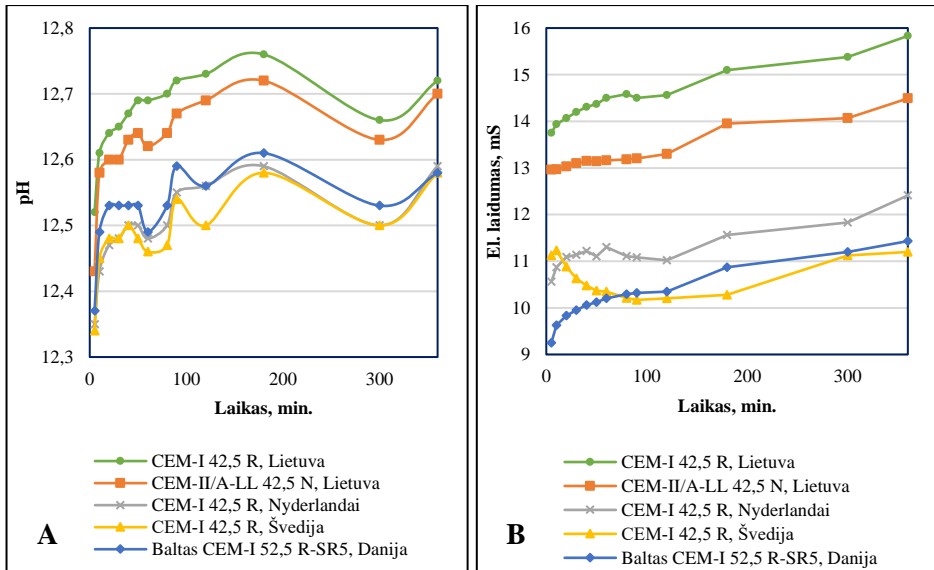 12,8
12,7
12,6
12,5
12,4
12,3
pH
0
100
200
300
Laikas, min.
CEM-I 42,5 R, Lietuva
CEM-II/A-LL 42,5 N, Lietuva
CEM-I 42,5 R, Nyderlandai
CEM-I 42,5 R, Švedija
Baltas CEM-I 52,5 R-SR5, Danija
A
16
15
14
13
12
11
10
9
El. laidumas, mS
0
100
200
300
Laikas, min.
CEM-I 42,5 R, Lietuva
CEM-II/A-LL 42,5 N, Lietuva
CEM-I 42,5 R, Nyderlandai
CEM-I 42,5 R, Švedija
Baltas CEM-I 52,5 R-SR5, Danija
B